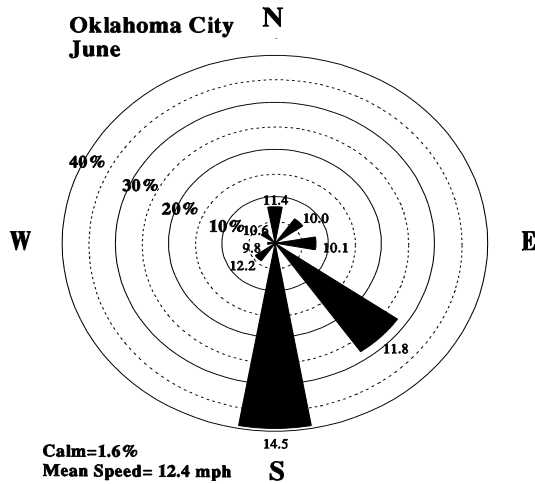 Oklahoma City
June
N
40%
30%
20%
10%
11.4
10.0
10.6
W
9.8
10.1
E
12.2
11.8
14.5
Calm=1.6%
Mean Speed= 12.4 mph
S